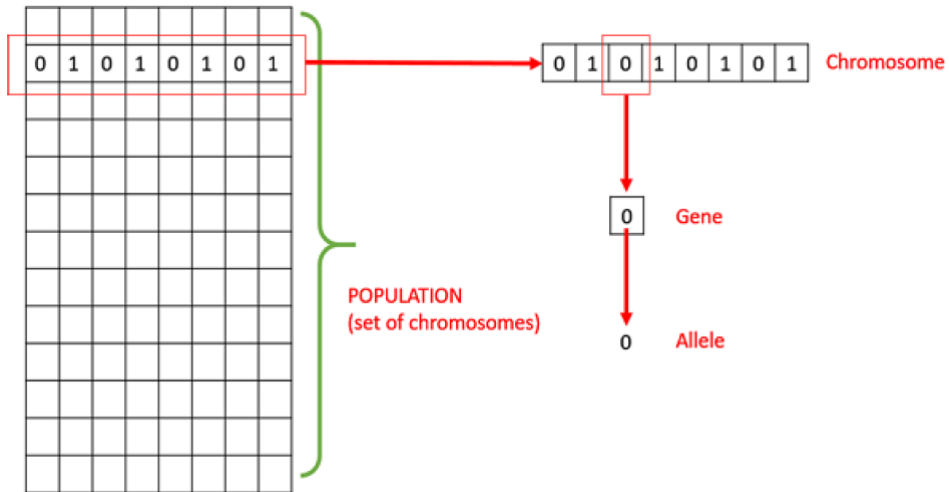 0 1 0 1 0 1 0 1
0 1 0 1 0 1 0 1 Chromosome
0 Gene
POPULATION
(set of chromosomes)
0 Allele